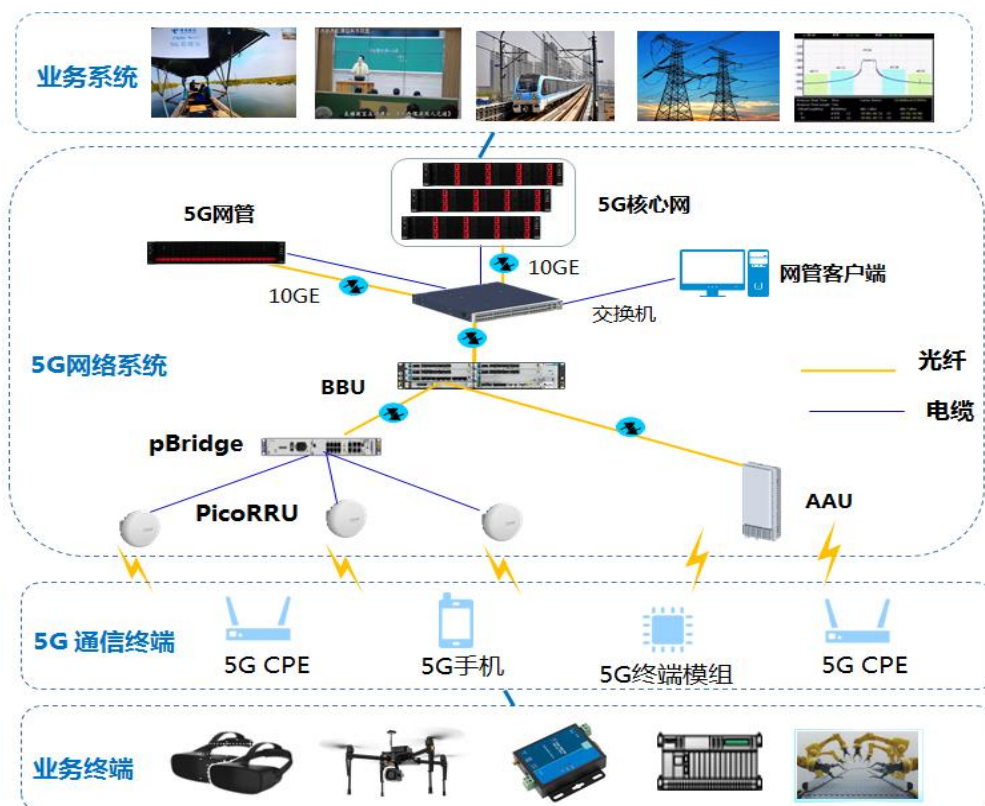 业务系统
5G网管
5G核心网
10GE
10GE
网管客户端
交换机
5G网络系统
光纤
BBU
电缆
pBridge
PicoRRU
AAU
5G 通信终端
5G CPE
5G手机
5G终端模组
5G CPE
业务终端